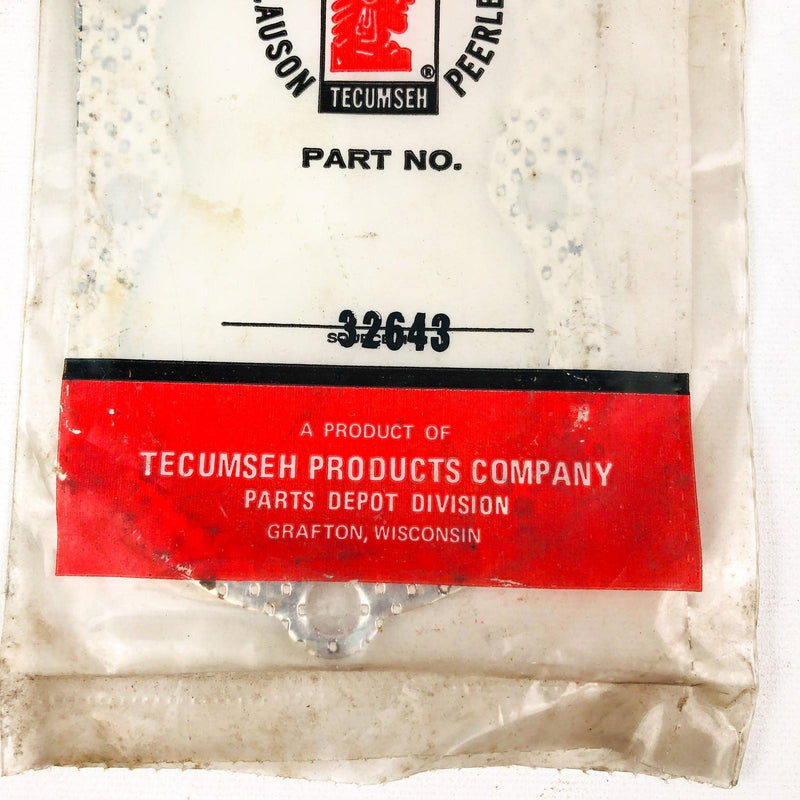 LAUSON
PEERLE
®
TECUMSEH
PART NO.
32643
A PRODUCT OF
TECUMSEH PRODUCTS COMPANY
PARTS DEPOT DIVISION
GRAFTON, WISCONSIN